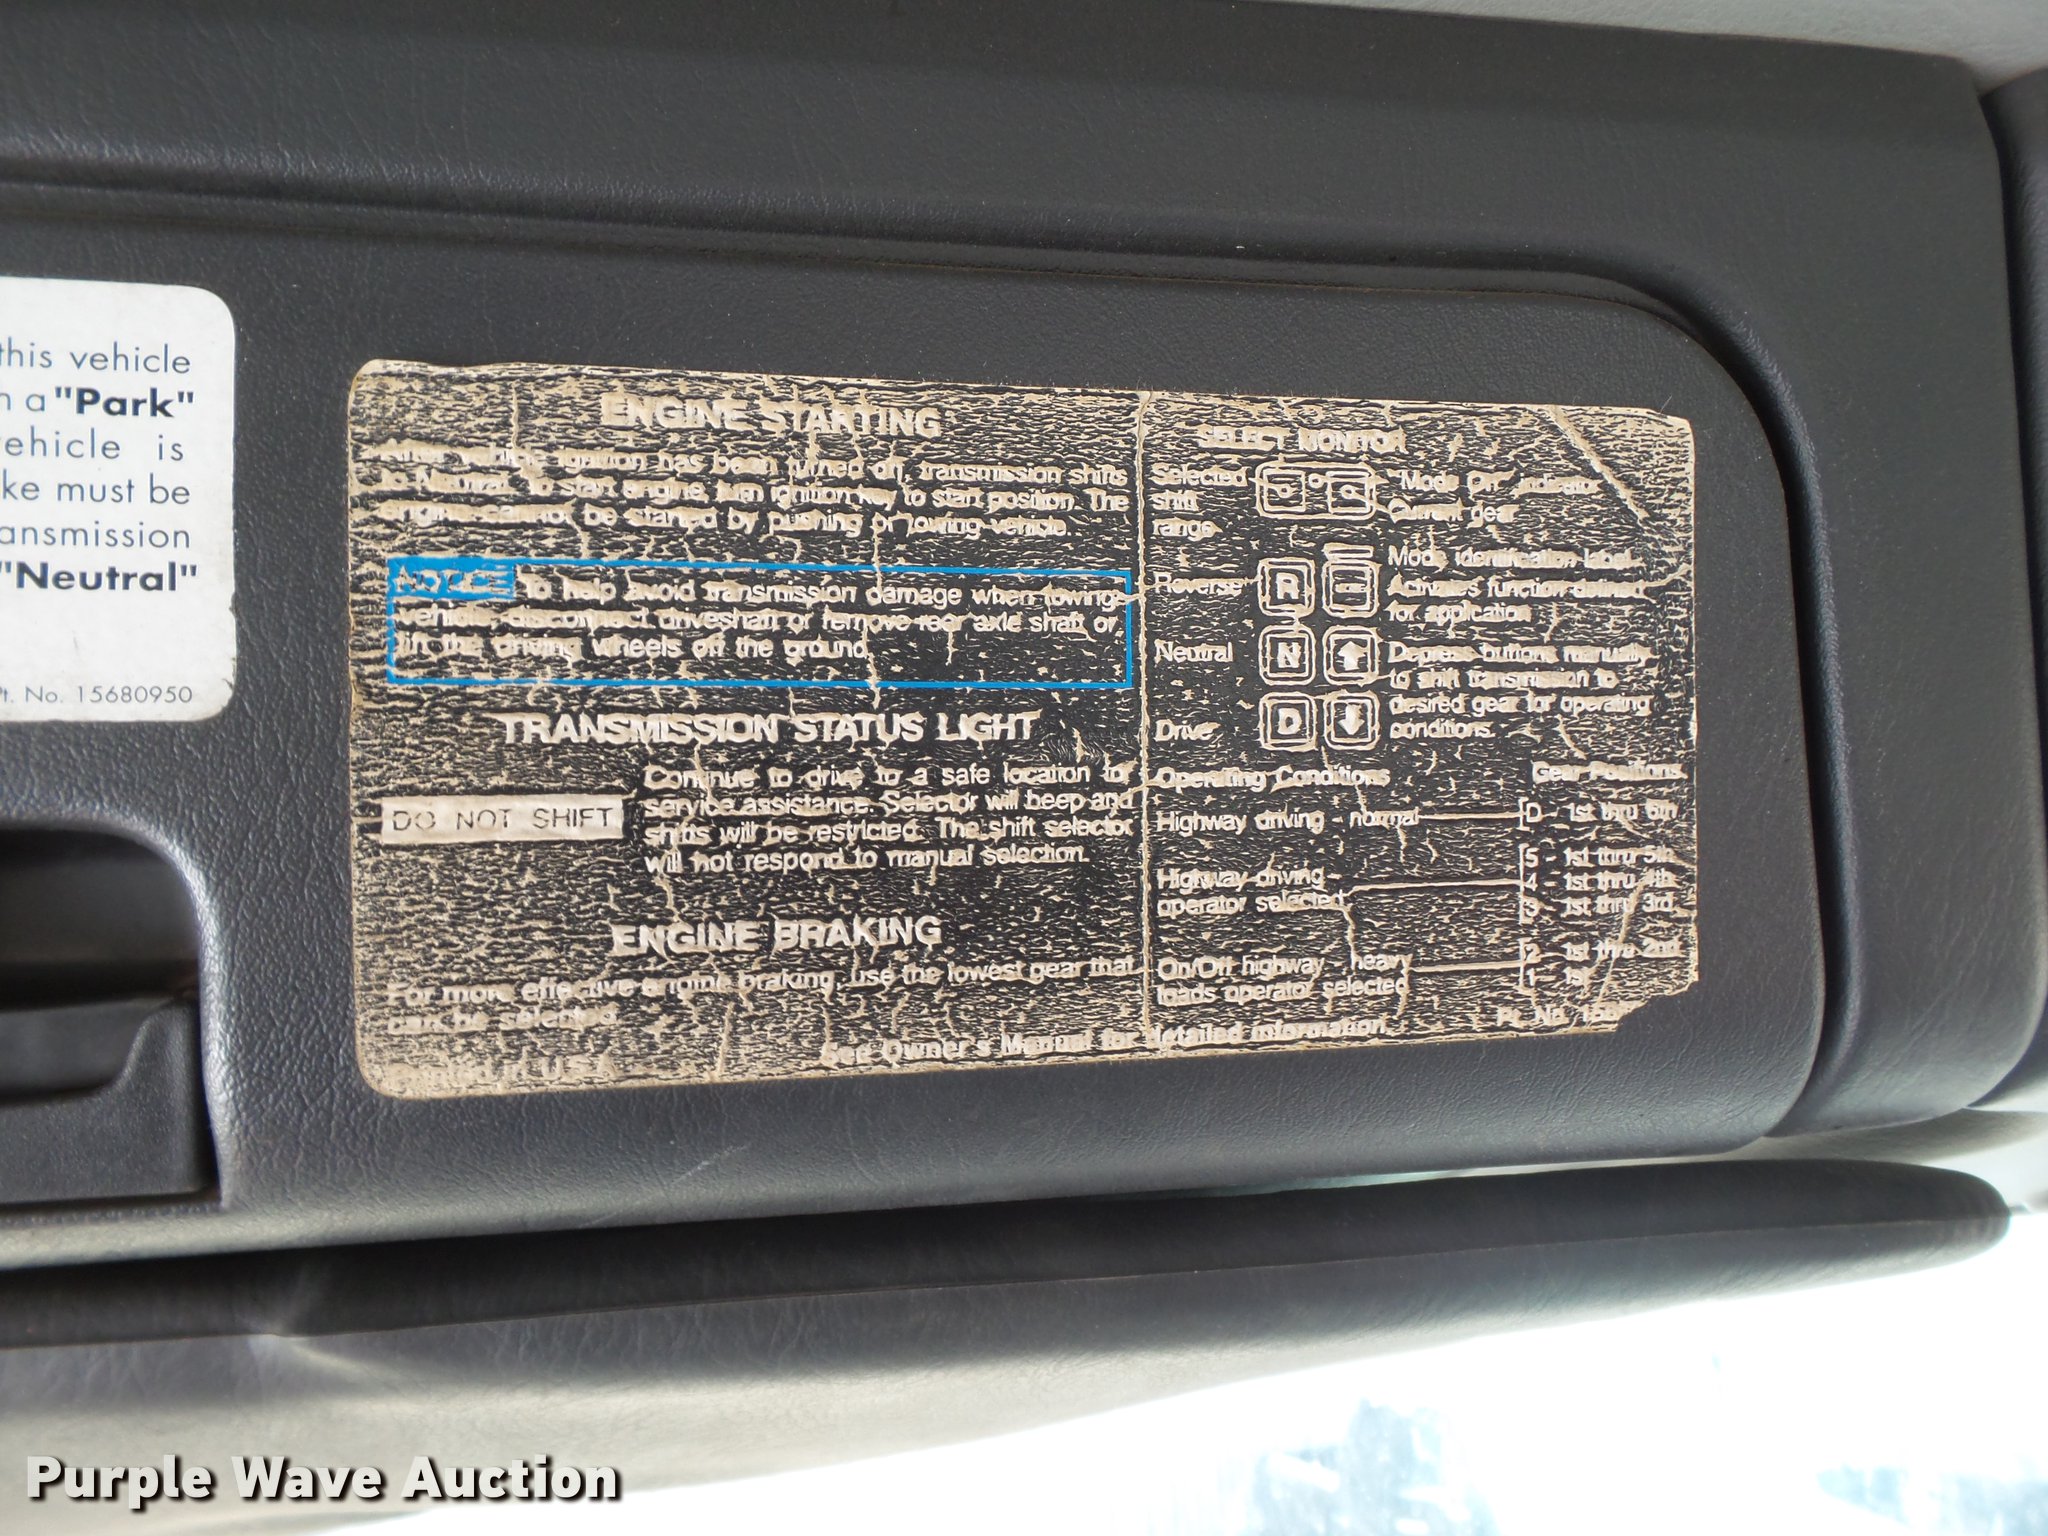 this vehicle
a "Park"
vehicle is
must be
"Neutral"
Pt. No. 15680950
ENGINE STARTING
After vehicle ignition has been turned on, transmission shifts
to Neutral. To start engine, turn ignition key to start position. The
engine cannot be started by pushing or towing vehicle.
NOTICE To help avoid transmission damage when towing
vehicle, disconnect driveshaft or remove rear axle shaft or
lift the driving wheels off the ground.
TRANSMISSION STATUS LIGHT
DO NOT SHIFT
Continue to drive to a safe location for
service assistance. Selector will beep and
shifts will be restricted. The shift selector
will not respond to manual selection.
ENGINE BRAKING
For more effective engine braking, use the lowest gear that
can be selected.
Printed in U.S.A.
See Owner's Manual for detailed information.
SELECT MONITOR
Selected
shift
range
"Mode On" indicator
Current gear
Reverse R
Mode identification label
Activates function defined
for application
Neutral N
Depress buttons manually
to shift transmission to
desired gear for operating
conditions.
Drive D
Operating Conditions Gear Positions
Highway driving - normal D - 1st thru 6th
Highway driving -
operator selected
5 - 1st thru 5th
4 - 1st thru 4th
3 - 1st thru 3rd
On/Off highway - heavy
loads operator selected
2 - 1st thru 2nd
1 - 1st
Pt. No.
Purple Wave Auction